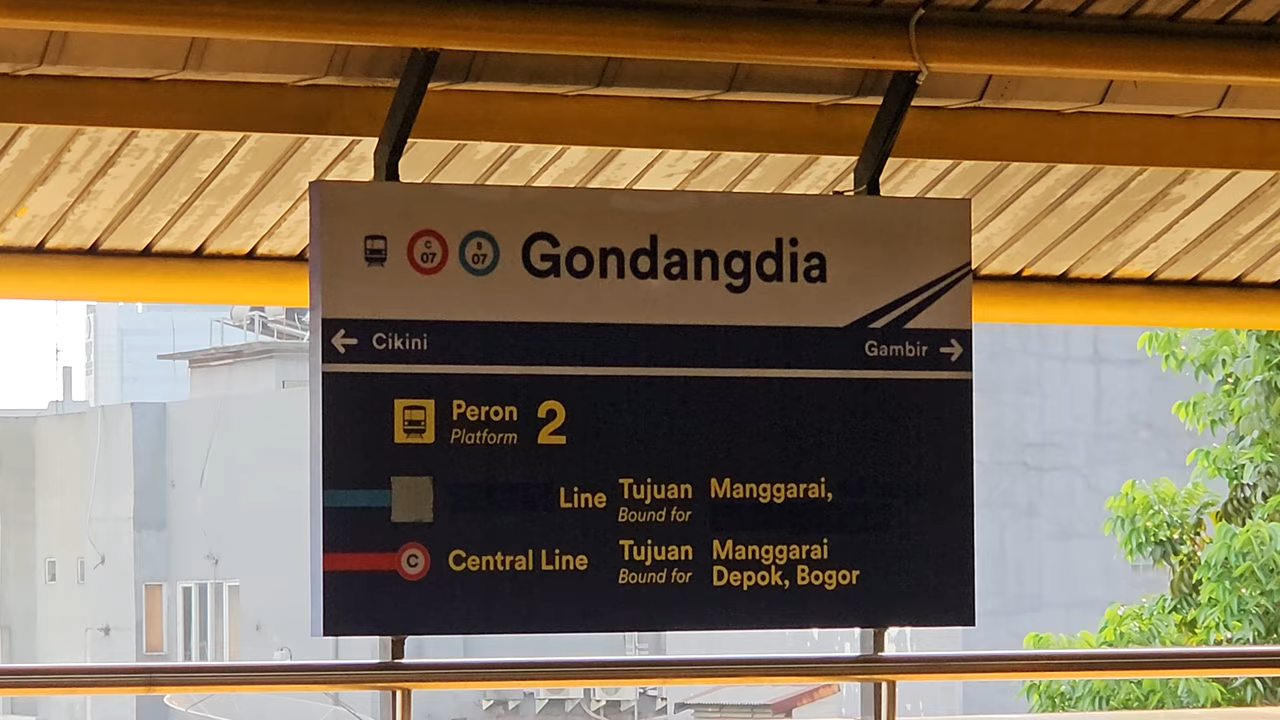 C 07 B 07 Gondangdia
← Cikini Gambir →
Peron 2
Platform
Line Tujuan Manggarai,
Bound for
C Central Line Tujuan Manggarai
Bound for Depok, Bogor